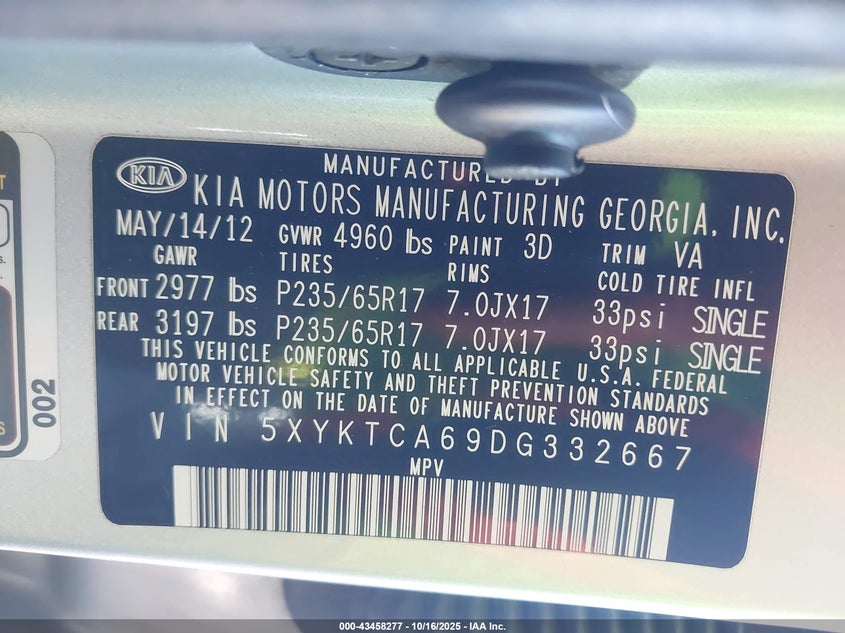 MANUFACTURED BY
KIA KIA MOTORS MANUFACTURING GEORGIA, INC.
MAY/14/12 GVWR 4960 lbs PAINT 3D TRIM VA
GAWR TIRES RIMS COLD TIRE INFL
FRONT 2977 lbs P235/65R17 7.0JX17 33psi SINGLE
REAR 3197 lbs P235/65R17 7.0JX17 33psi SINGLE
THIS VEHICLE CONFORMS TO ALL APPLICABLE U.S.A. FEDERAL
MOTOR VEHICLE SAFETY AND THEFT PREVENTION STANDARDS
IN EFFECT ON THE DATE OF MANUFACTURE SHOWN ABOVE
VIN 5XYKTCA69DG332667
MPV
002
000-43458277 - 10/16/2025 - IAA Inc.